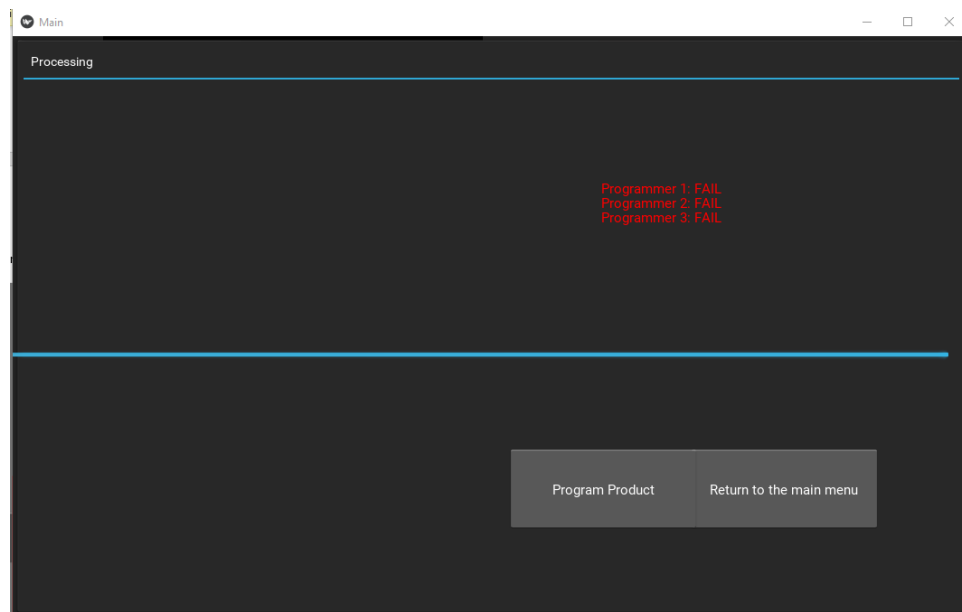 Main
Processing
Programmer 1: FAIL
Programmer 2: FAIL
Programmer 3: FAIL
Program Product
Return to the main menu